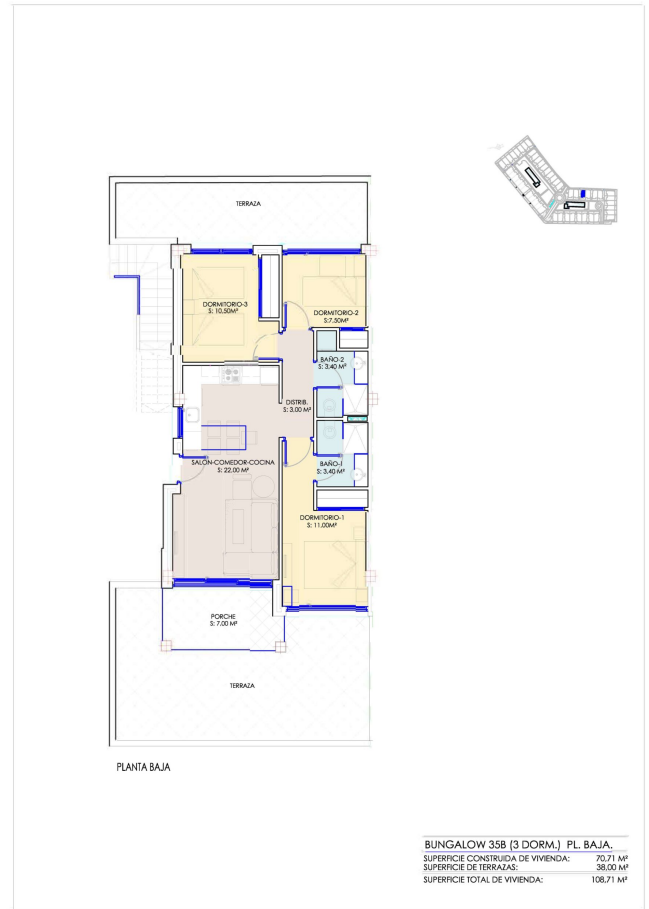 TERRAZA
DORMITORIO-3
S: 10,50M²
DORMITORIO-2
S:7,50M²
BAÑO-2
S: 3,40 M²
DISTRIB.
S: 3,00 M²
SALON-COMEDOR-COCINA
S: 22,00 M²
BAÑO-1
S: 3,40 M²
DORMITORIO-1
S: 11,00M²
PORCHE
S: 7,00 M²
TERRAZA
PLANTA BAJA
BUNGALOW 35B (3 DORM.) PL. BAJA.
SUPERFICIE CONSTRUIDA DE VIVIENDA: 70,71 M²
SUPERFICIE DE TERRAZAS: 38,00 M²
SUPERFICIE TOTAL DE VIVIENDA: 108,71 M²